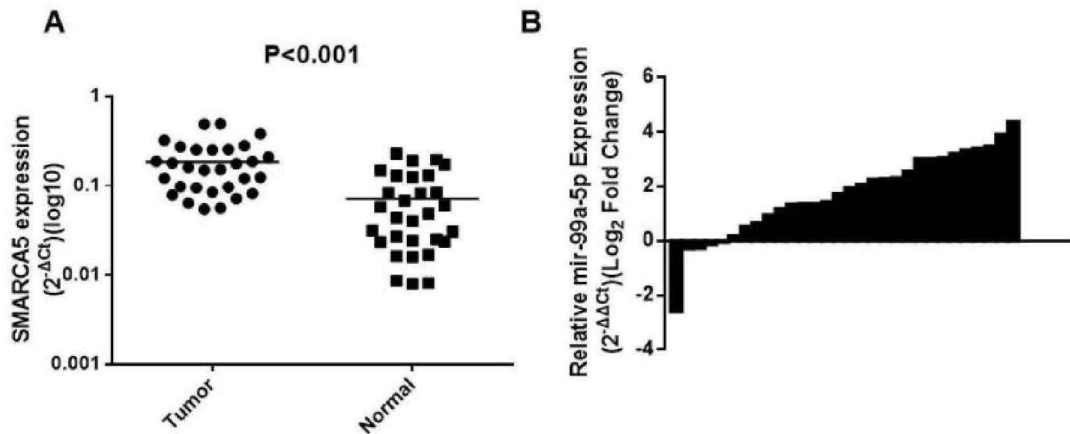 A
P<0.001
SMARCA5 expression
(2-ΔCt)(log10)
1
0.1
0.01
0.001
Tumor
Normal
B
Relative mir-99a-5p Expression
(2-ΔΔCt)(Log2 Fold Change)
6
4
2
0
-2
-4